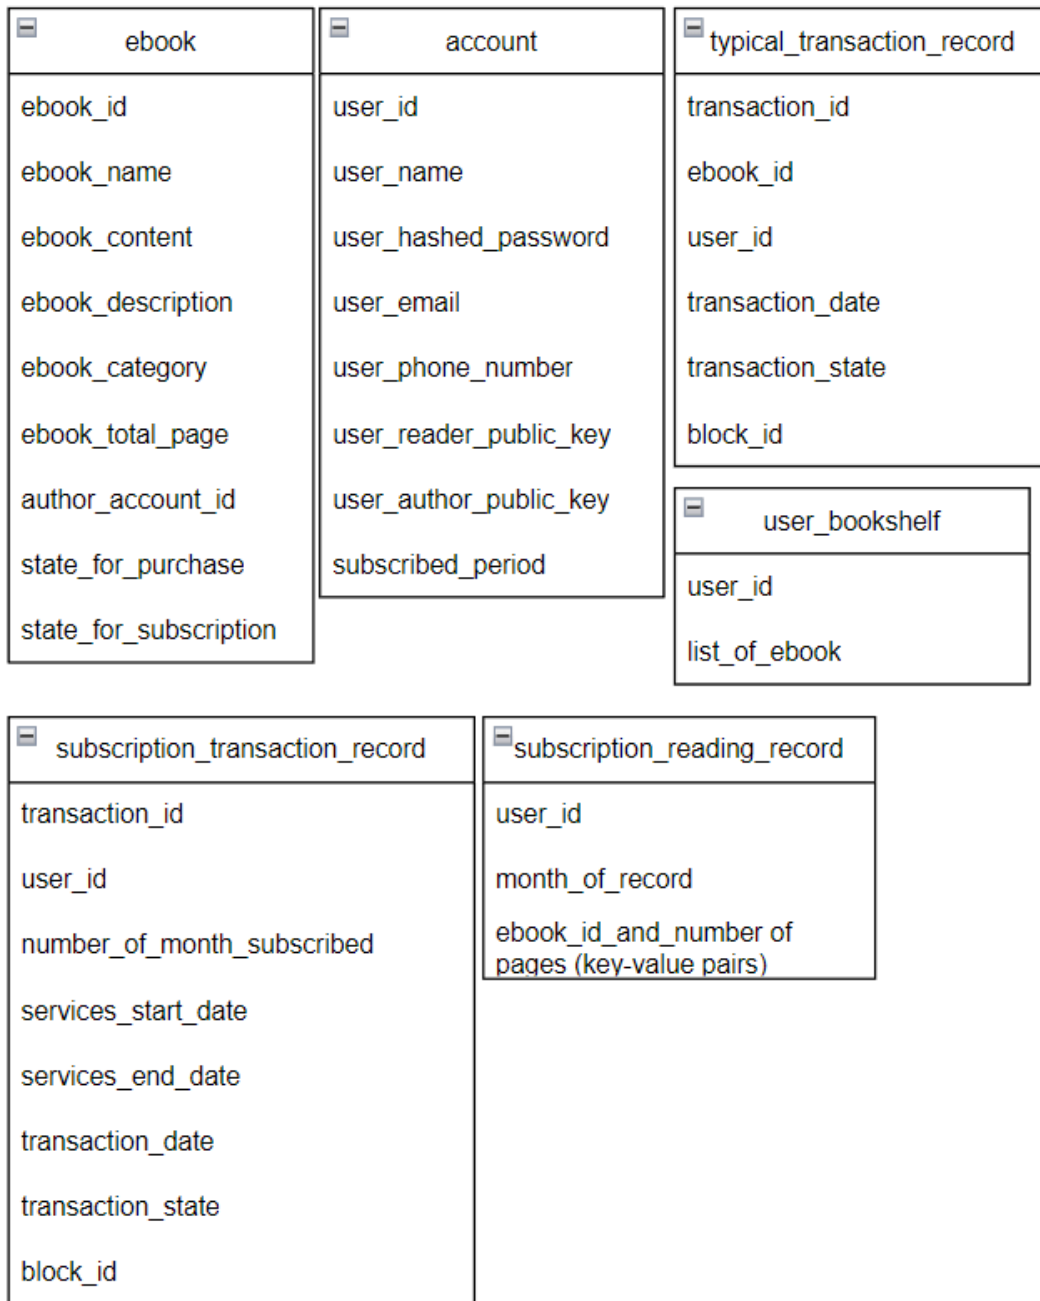 ebook
ebook_id
ebook_name
ebook_content
ebook_description
ebook_category
ebook_total_page
author_account_id
state_for_purchase
state_for_subscription
account
user_id
user_name
user_hashed_password
user_email
user_phone_number
user_reader_public_key
user_author_public_key
subscribed_period
typical_transaction_record
transaction_id
ebook_id
user_id
transaction_date
transaction_state
block_id
user_bookshelf
user_id
list_of_ebook
subscription_transaction_record
transaction_id
user_id
number_of_month_subscribed
services_start_date
services_end_date
transaction_date
transaction_state
block_id
subscription_reading_record
user_id
month_of_record
ebook_id_and_number of
pages (key-value pairs)